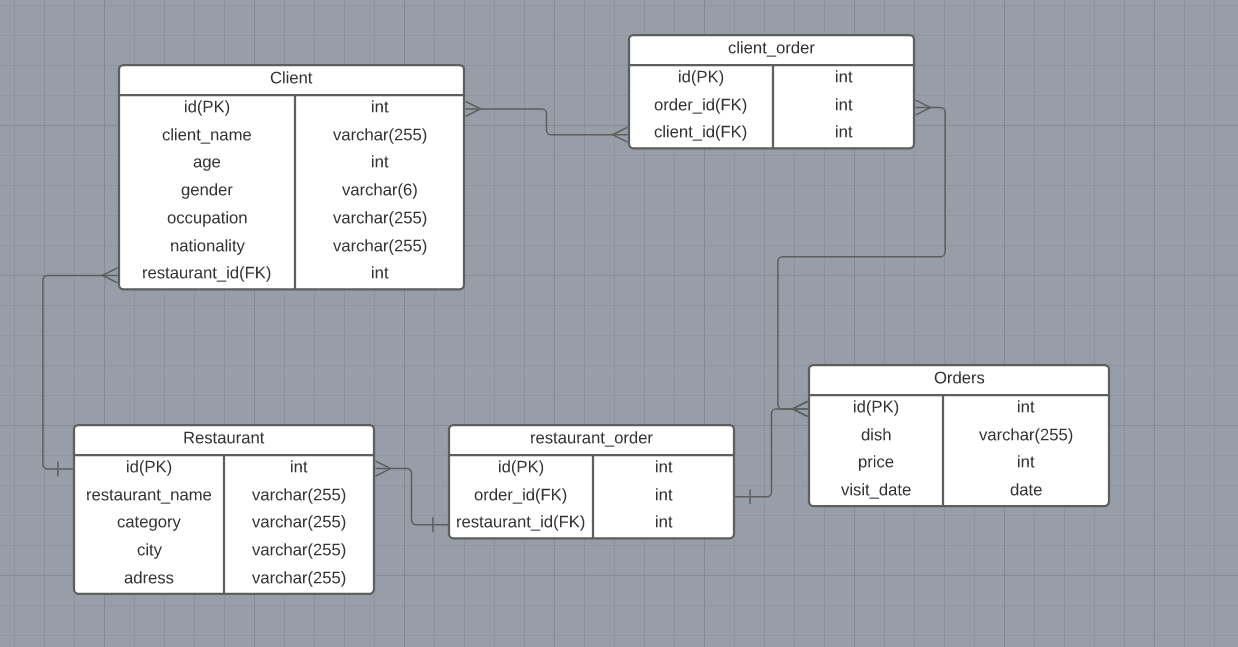 client_order
id(PK) int
order_id(FK) int
client_id(FK) int
Client
id(PK) int
client_name varchar(255)
age int
gender varchar(6)
occupation varchar(255)
nationality varchar(255)
restaurant_id(FK) int
Orders
id(PK) int
dish varchar(255)
price int
visit_date date
Restaurant
id(PK) int
restaurant_name varchar(255)
category varchar(255)
city varchar(255)
adress varchar(255)
restaurant_order
id(PK) int
order_id(FK) int
restaurant_id(FK) int